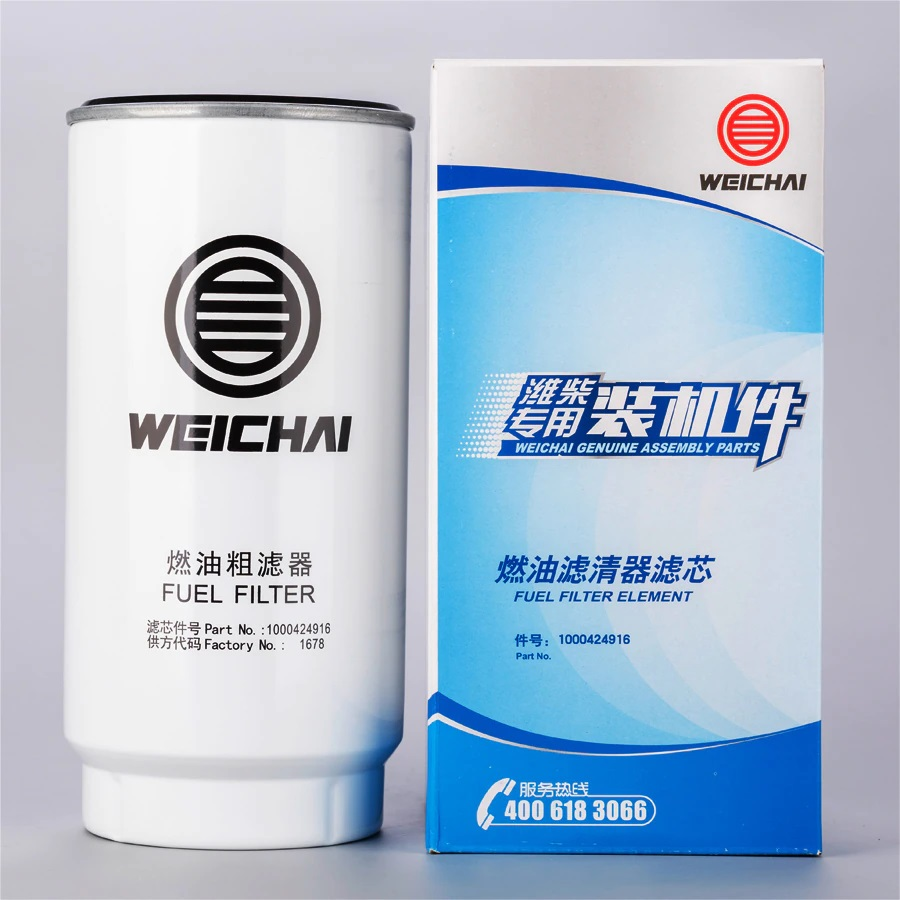 WEICHAI
燃油粗滤器
FUEL FILTER
滤芯件号 Part No.:1000424916
供方代码 Factory No.: 1678
WEICHAI
潍柴
专用
装机件
WEICHAI GENUINE ASSEMBLY PARTS
燃油滤清器滤芯
FUEL FILTER ELEMENT
件号: 1000424916
Part No.
服务热线
400 618 3066